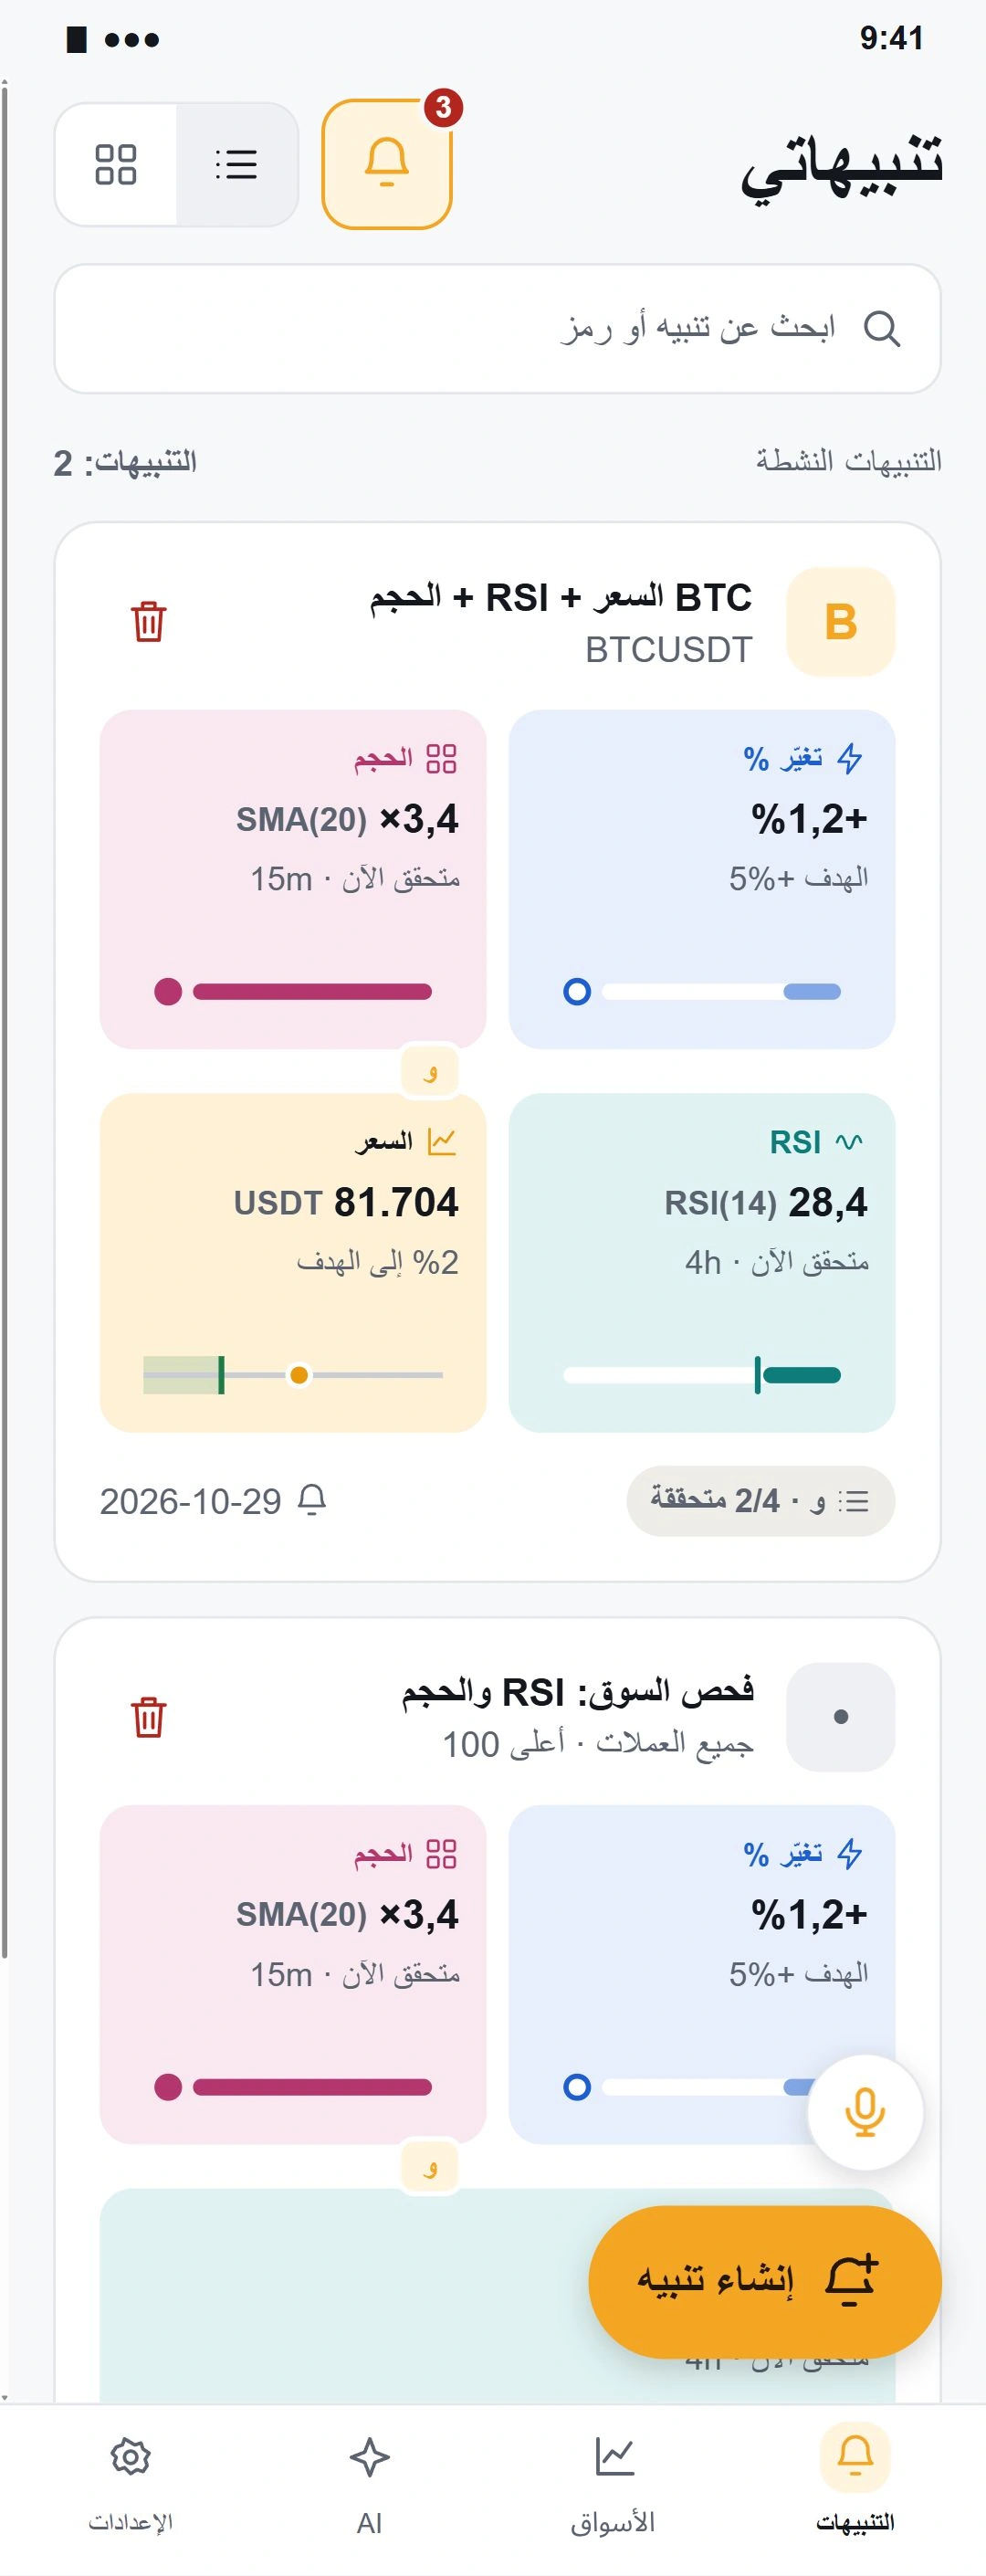 9:41
تنبيهاتي
3
ابحث عن تنبيه أو رمز
التنبيهات النشطة
التنبيهات: 2
B
BTC السعر + RSI + الحجم
BTCUSDT
تغيّر %
%1,2+
الهدف +%5
الحجم
×3,4 SMA(20)
متحقق الآن · 15m
و
RSI
28,4 RSI(14)
متحقق الآن · 4h
السعر
81.704 USDT
%2 إلى الهدف
و · 2/4 متحققة
2026-10-29
فحص السوق: RSI والحجم
جميع العملات · أعلى 100
تغيّر %
%1,2+
الهدف +%5
الحجم
×3,4 SMA(20)
متحقق الآن · 15m
و
إنشاء تنبيه
متحقق الآن · 4h
التنبيهات
الأسواق
AI
الإعدادات